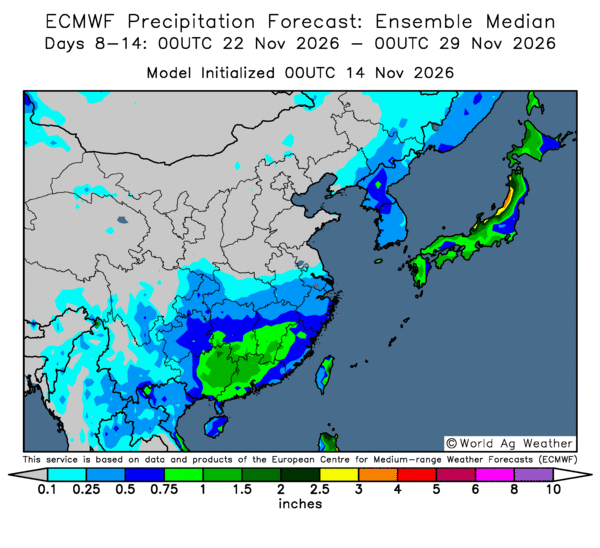 ECMWF Precipitation Forecast: Ensemble Median
Days 8-14: 00UTC 22 Nov 2026 - 00UTC 29 Nov 2026
Model Initialized 00UTC 14 Nov 2026
©World Ag Weather
This service is based on data and products of the European Centre for Medium-range Weather Forecasts (ECMWF)
0.1 0.25 0.5 0.75 1 1.5 2 2.5 3 4 5 6 8 10
inches